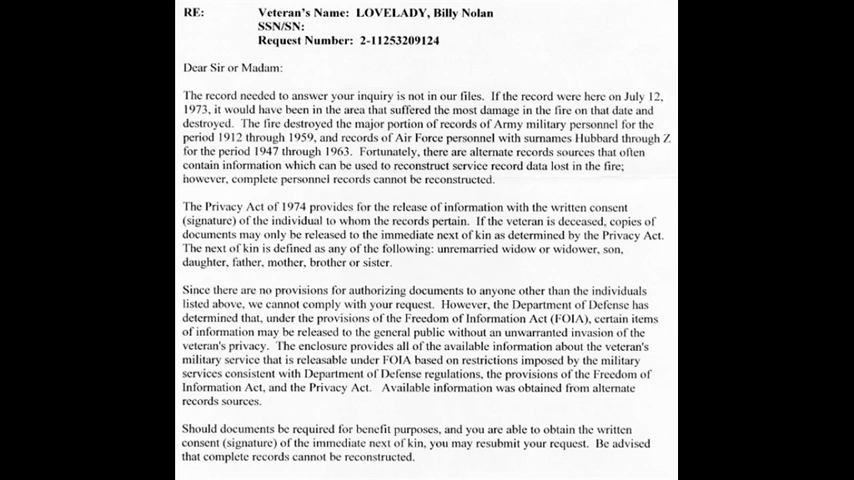 RE: Veteran's Name: LOVELADY, Billy Nolan
SSN/SN:
Request Number: 2-11253209124
Dear Sir or Madam:
The record needed to answer your inquiry is not in our files. If the record were here on July 12,
1973, it would have been in the area that suffered the most damage in the fire on that date and
destroyed. The fire destroyed the major portion of records of Army military personnel for the
period 1912 through 1959, and records of Air Force personnel with surnames Hubbard through Z
for the period 1947 through 1963. Fortunately, there are alternate records sources that often
contain information which can be used to reconstruct service record data lost in the fire;
however, complete personnel records cannot be reconstructed.
The Privacy Act of 1974 provides for the release of information with the written consent
(signature) of the individual to whom the records pertain. If the veteran is deceased, copies of
documents may only be released to the immediate next of kin as determined by the Privacy Act.
The next of kin is defined as any of the following: unremarried widow or widower, son,
daughter, father, mother, brother or sister.
Since there are no provisions for authorizing documents to anyone other than the individuals
listed above, we cannot comply with your request. However, the Department of Defense has
determined that, under the provisions of the Freedom of Information Act (FOIA), certain items
of information may be released to the general public without an unwarranted invasion of the
veteran's privacy. The enclosure provides all of the available information about the veteran's
military service that is releasable under FOIA based on restrictions imposed by the military
services consistent with Department of Defense regulations, the provisions of the Freedom of
Information Act, and the Privacy Act. Available information was obtained from alternate
records sources.
Should documents be required for benefit purposes, and you are able to obtain the written
consent (signature) of the immediate next of kin, you may resubmit your request. Be advised
that complete records cannot be reconstructed.